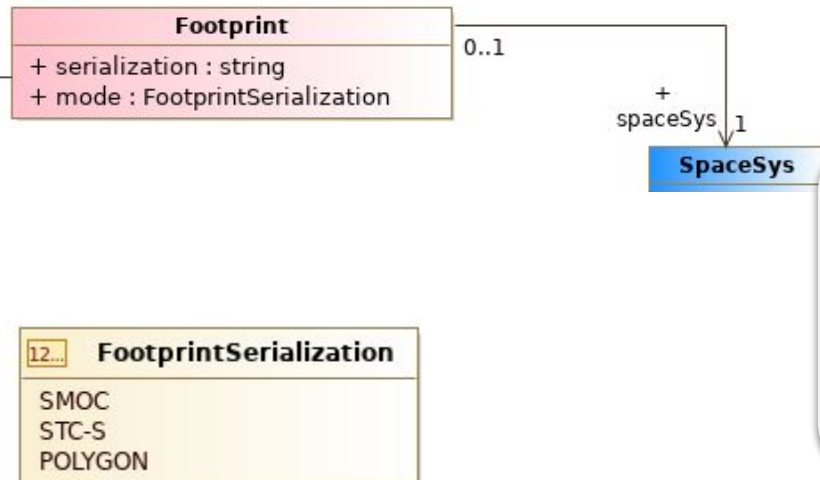 Footprint
+ serialization : string
+ mode : FootprintSerialization
0..1
+
spaceSys
1
SpaceSys
12...
FootprintSerialization
SMOC
STC-S
POLYGON